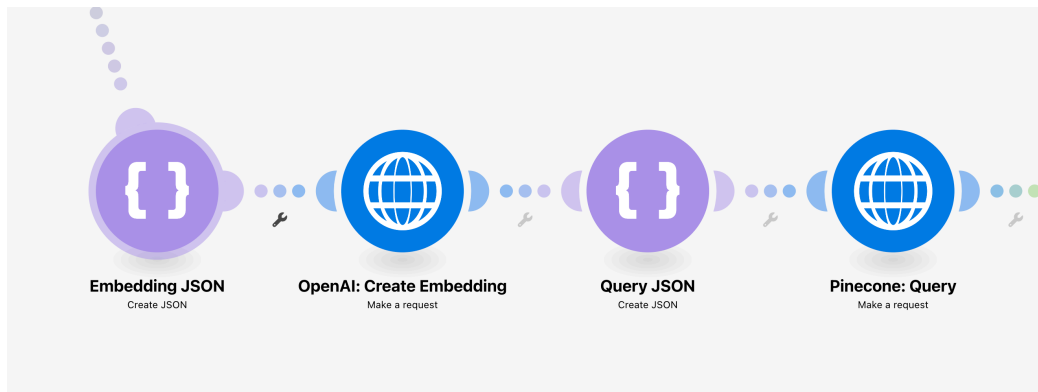 Embedding JSON
Create JSON
OpenAI: Create Embedding
Make a request
Query JSON
Create JSON
Pinecone: Query
Make a request